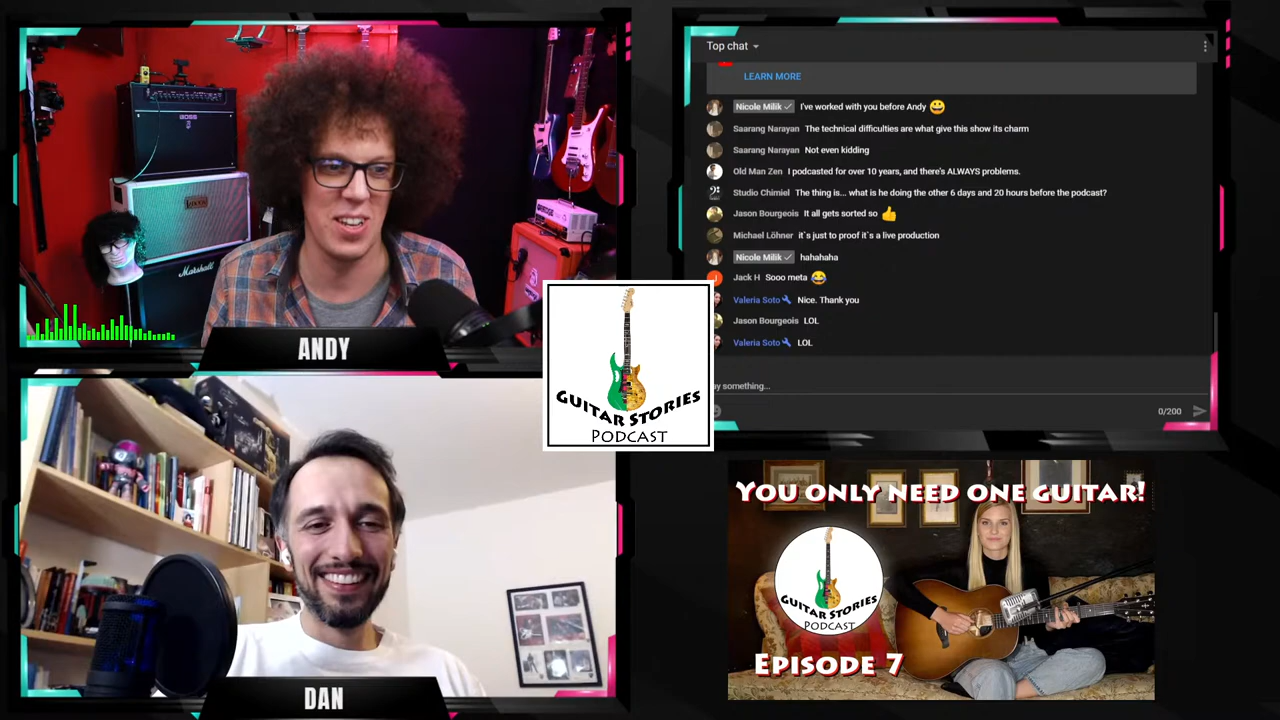 BOSS
Marshall
ANDY
DAN
GUITAR STORIES
PODCAST
Top chat
LEARN MORE
Nicole Milik I've worked with you before Andy
Saarang Narayan The technical difficulties are what give this show its charm
Saarang Narayan Not even kidding
Old Man Zen I podcasted for over 10 years, and there's ALWAYS problems.
Studio Chimiel The thing is... what is he doing the other 6 days and 20 hours before the podcast?
Jason Bourgeois It all gets sorted so
Michael Löhner it`s just to proof it`s a live production
Nicole Milik hahahaha
J Jack H Sooo meta
Valeria Soto Nice. Thank you
Jason Bourgeois LOL
Valeria Soto LOL
ay something...
0/200
YOU ONLY NEED ONE GUITAR!
GUITAR STORIES
PODCAST
EPISODE 7